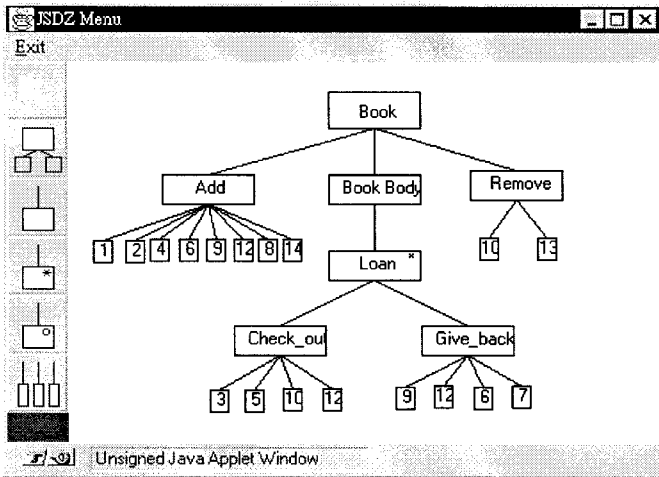 JSDZ Menu
Exit
Book
Add
Book Body
Remove
1 2 4 6 9 12 8 14
10 13
Loan *
Check_out
Give_back
3 5 10 12
9 12 6 7
Unsigned Java Applet Window